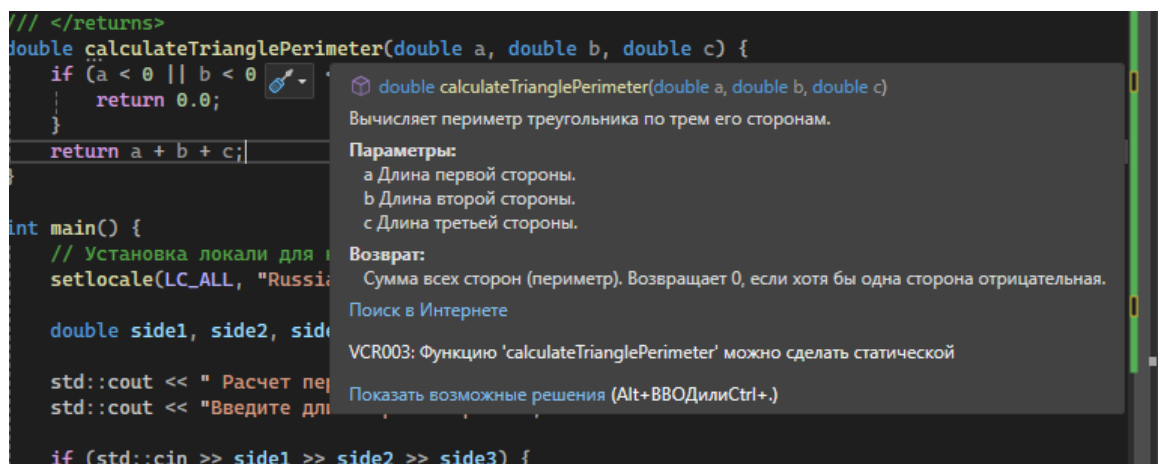 /// </returns>
double calculateTrianglePerimeter(double a, double b, double c) {
if (a < 0 || b < 0
return 0.0;
}
return a + b + c;
}
int main() {
// Установка локали для
setlocale(LC_ALL, "Russi
double side1, side2, sid
std::cout << " Расчет пе
std::cout << "Введите дл
if (std::cin >> side1 >> side2 >> side3) {
double calculateTrianglePerimeter(double a, double b, double c)
Вычисляет периметр треугольника по трем его сторонам.
Параметры:
a Длина первой стороны.
b Длина второй стороны.
c Длина третьей стороны.
Возврат:
Сумма всех сторон (периметр). Возвращает 0, если хотя бы одна сторона отрицательная.
Поиск в Интернете
VCR003: Функцию 'calculateTrianglePerimeter' можно сделать статической
Показать возможные решения (Alt+ВВОДилиCtrl+.)